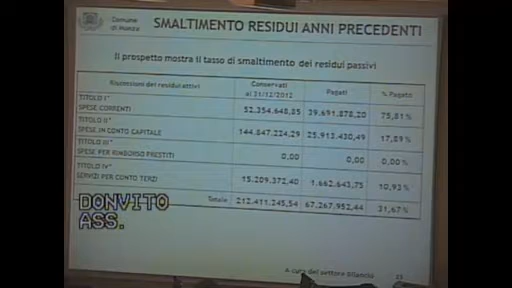 Comune
di Monza
SMALTIMENTO RESIDUI ANNI PRECEDENTI
Il prospetto mostra il tasso di smaltimento dei residui passivi
Riscossioni dei residui attivi Conservati al 31/12/2012 Pagati % Pagato
TITOLO I°
SPESE CORRENTI 52.354.648,85 39.691.878,20 75,81%
TITOLO II°
SPESE IN CONTO CAPITALE 144.847.224,29 25.913.430,49 17,89%
TITOLO III°
SPESE PER RIMBORSO PRESTITI 0,00 0,00 0,00%
TITOLO IV°
SERVIZI PER CONTO TERZI 15.209.372,40 1.662.643,75 10,93%
Totale 212.411.245,54 67.267.952,44 31,67%
DONVITO
ASS.
A cura del settore Bilancio